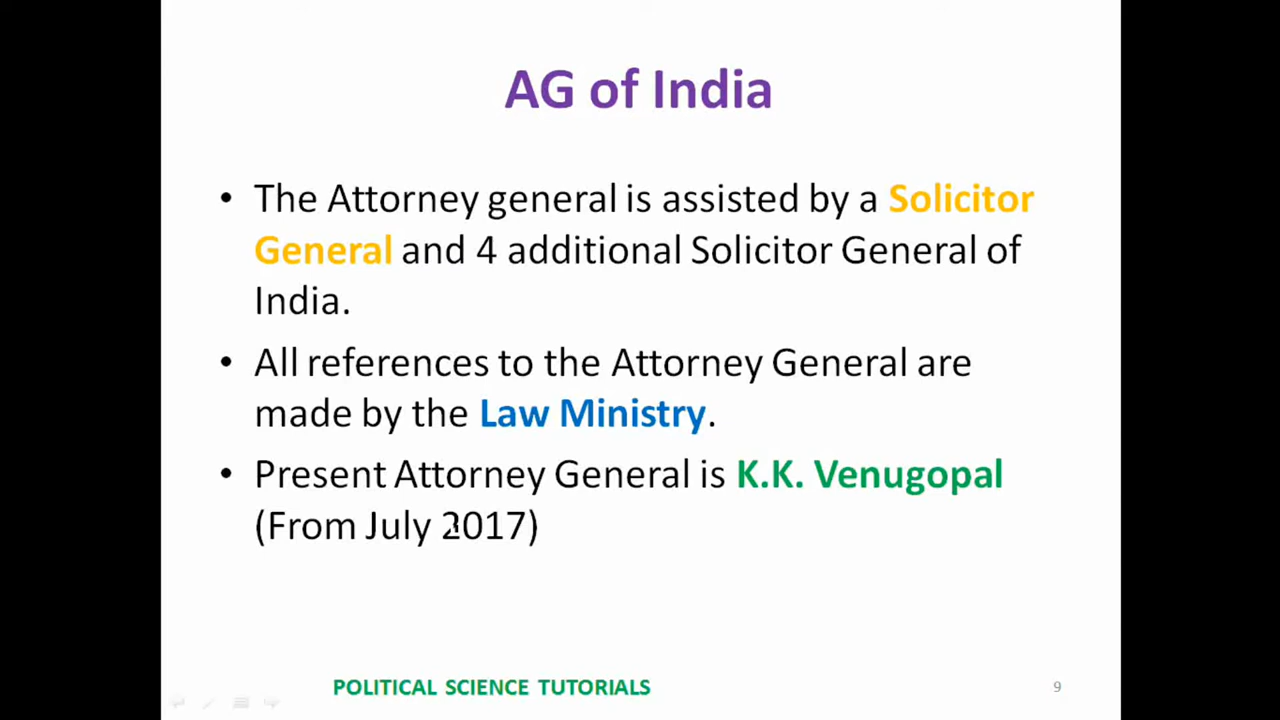 AG of India
• The Attorney general is assisted by a Solicitor
General and 4 additional Solicitor General of
India.
• All references to the Attorney General are
made by the Law Ministry.
• Present Attorney General is K.K. Venugopal
(From July 2017)
POLITICAL SCIENCE TUTORIALS
9